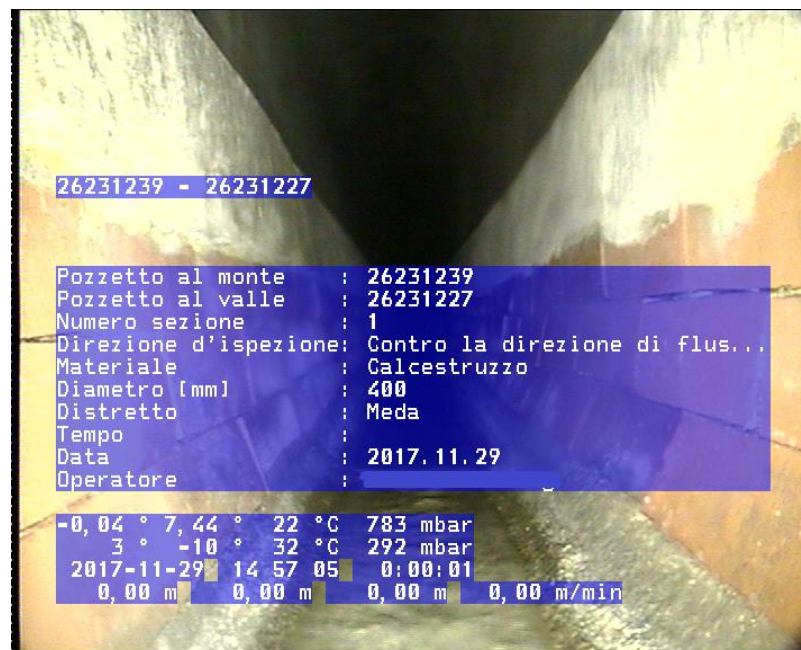 26231239 - 26231227
Pozzetto al monte : 26231239
Pozzetto al valle : 26231227
Numero sezione : 1
Direzione d'ispezione: Contro la direzione di flus...
Materiale : Calcestruzzo
Diametro [mm] : 400
Distretto : Meda
Tempo :
Data : 2017.11.29
Operatore :
-0,04 ° 7,44 ° 22 °C 783 mbar
3 ° -10 ° 32 °C 292 mbar
2017-11-29 14 57 05 0:00:01
0,00 m 0,00 m 0,00 m 0,00 m/min